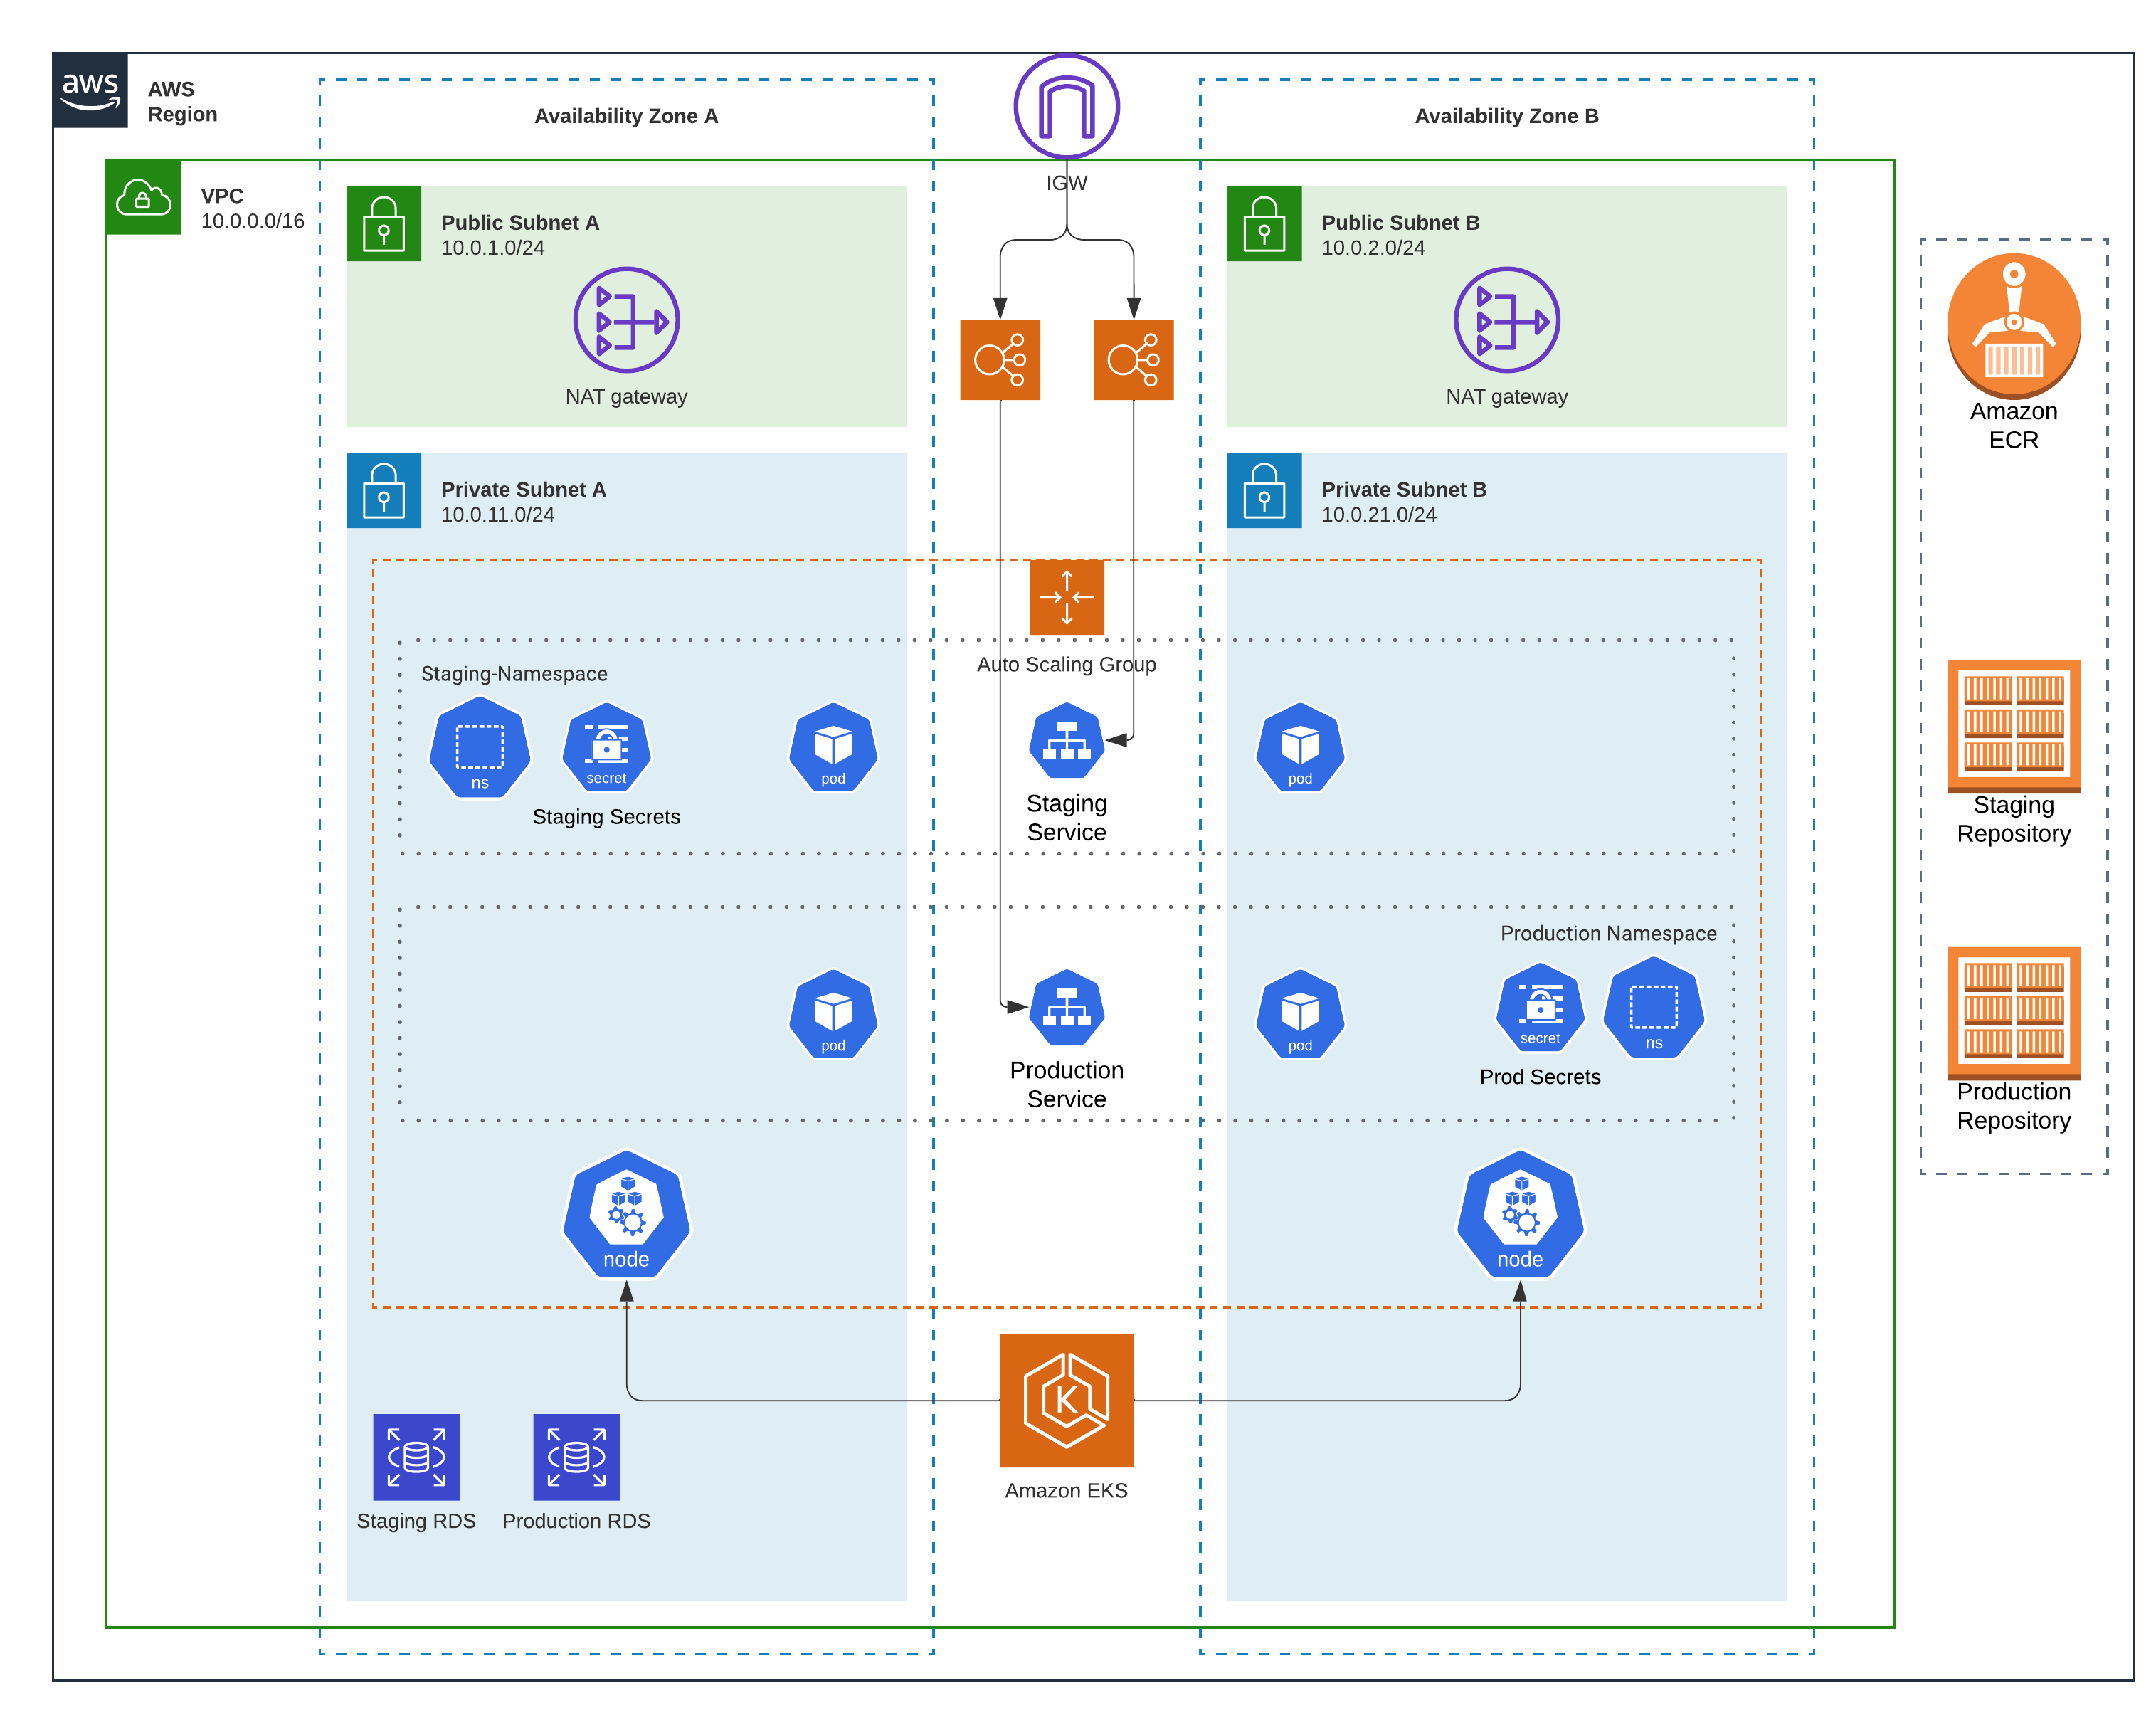 aws
AWS
Region
Availability Zone A
Availability Zone B
VPC
10.0.0.0/16
IGW
Public Subnet A
10.0.1.0/24
NAT gateway
Public Subnet B
10.0.2.0/24
NAT gateway
Amazon
ECR
Private Subnet A
10.0.11.0/24
Private Subnet B
10.0.21.0/24
Auto Scaling Group
Staging-Namespace
ns
secret
Staging Secrets
pod
Staging
Service
pod
Staging
Repository
Production Namespace
pod
Production
Service
pod
secret
Prod Secrets
ns
Production
Repository
node
node
K
Amazon EKS
Staging RDS
Production RDS